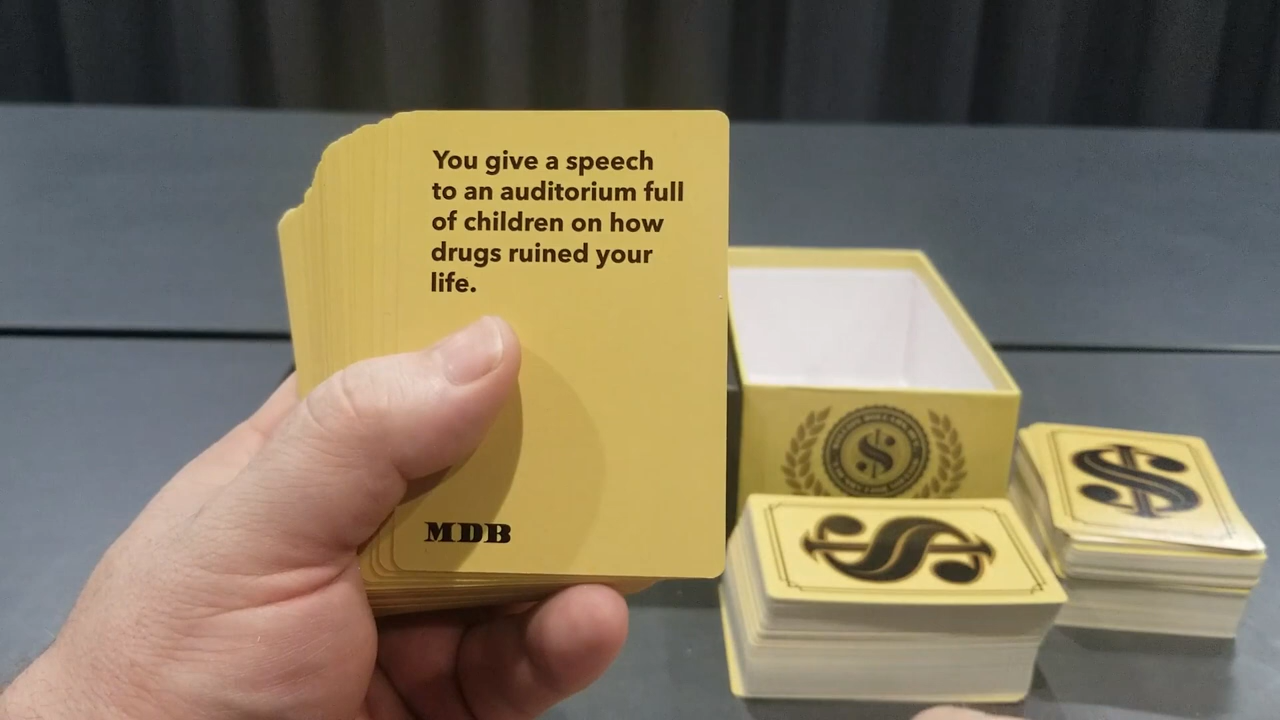 You give a speech
to an auditorium full
of children on how
drugs ruined your
life.
MDB